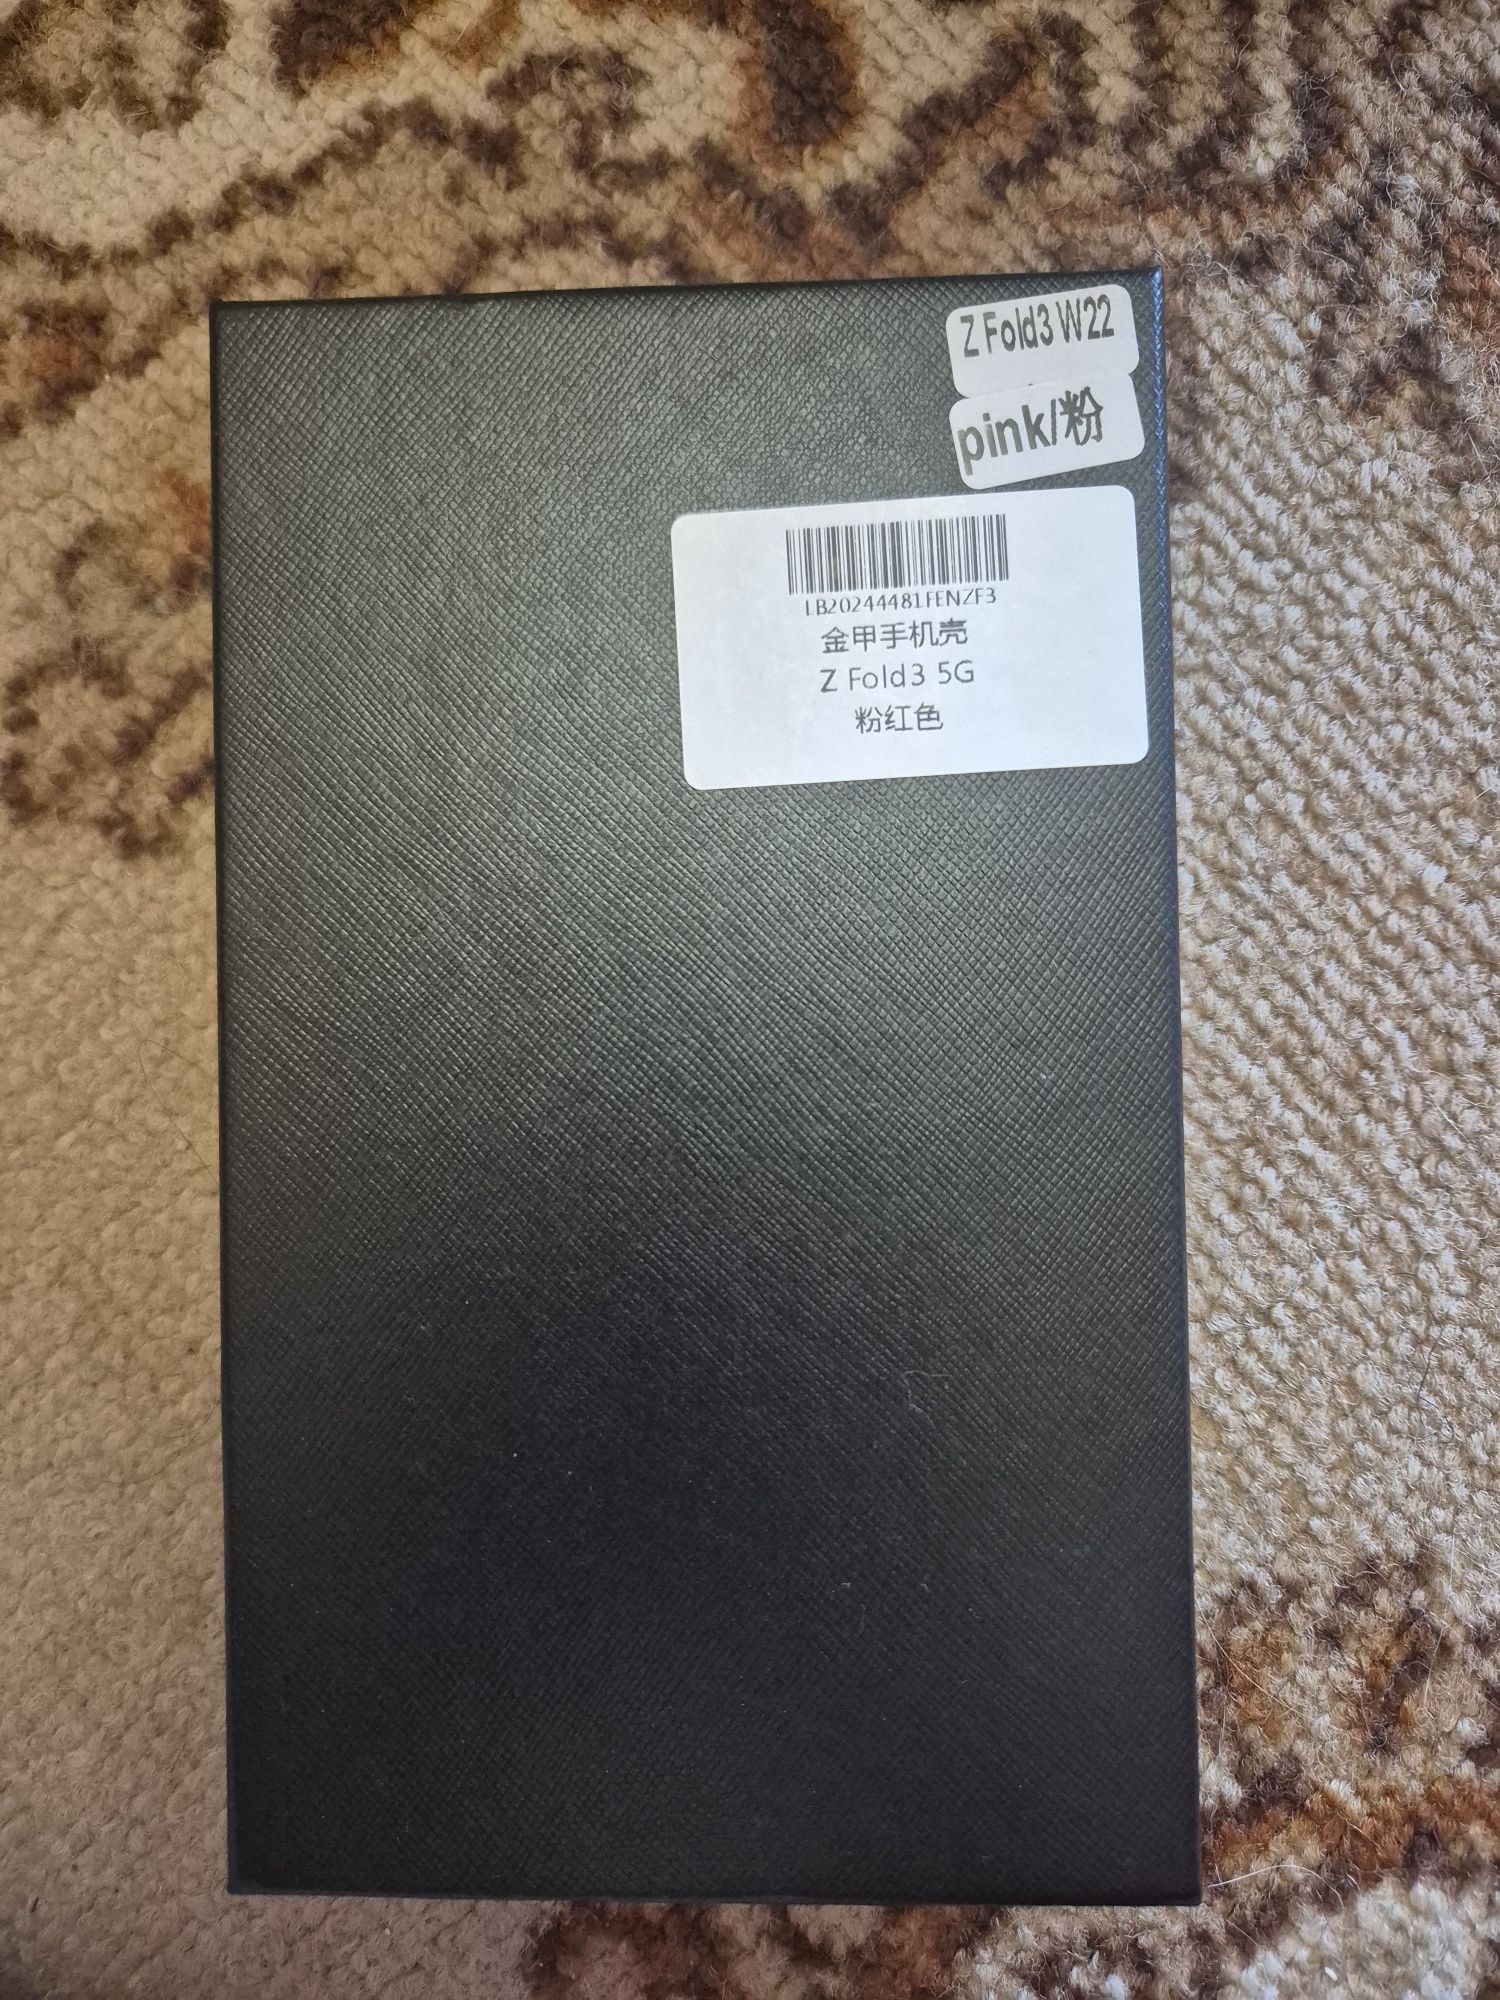 Z Fold3 W22
pink/粉
LB20244481FENZF3
金甲手机壳
Z Fold3 5G
粉红色